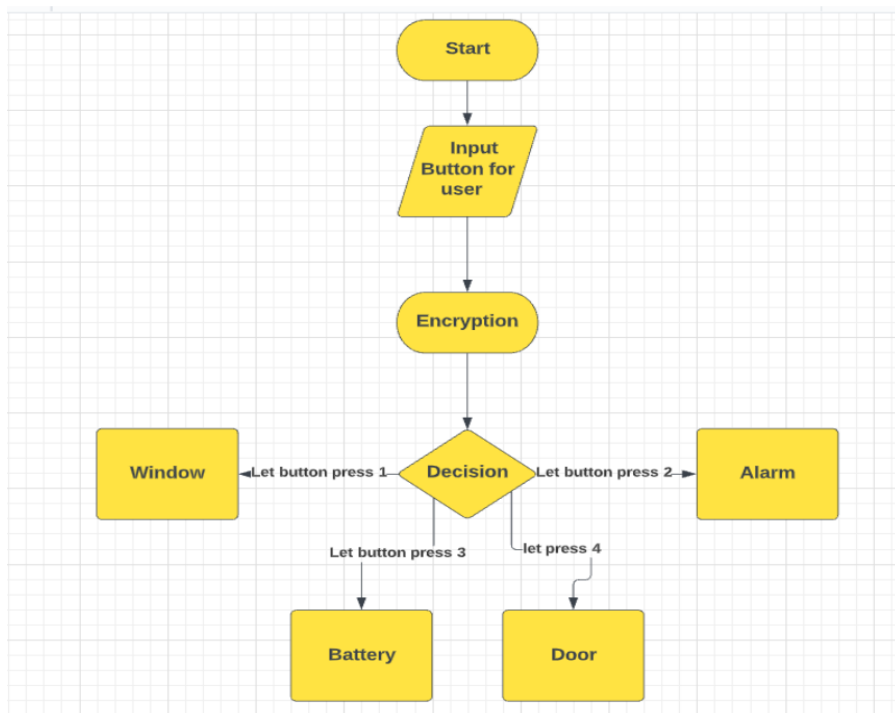 Start
Input
Button for
user
Encryption
Window
Let button press 1
Decision
Let button press 2
Alarm
Let button press 3
let press 4
Battery
Door